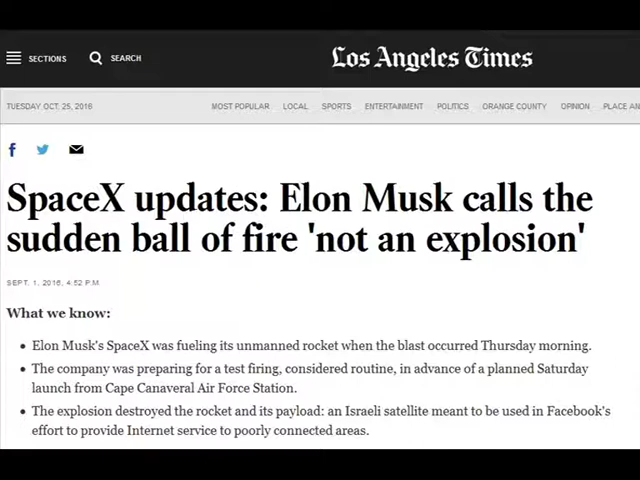 SECTIONS SEARCH Los Angeles Times
TUESDAY OCT. 25, 2016 MOST POPULAR LOCAL SPORTS ENTERTAINMENT POLITICS ORANGE COUNTY OPINION PLACE AN
SpaceX updates: Elon Musk calls the
sudden ball of fire 'not an explosion'
SEPT. 1, 2016, 4:52 P.M.
What we know:
• Elon Musk's SpaceX was fueling its unmanned rocket when the blast occurred Thursday morning.
• The company was preparing for a test firing, considered routine, in advance of a planned Saturday
launch from Cape Canaveral Air Force Station.
• The explosion destroyed the rocket and its payload: an Israeli satellite meant to be used in Facebook's
effort to provide Internet service to poorly connected areas.